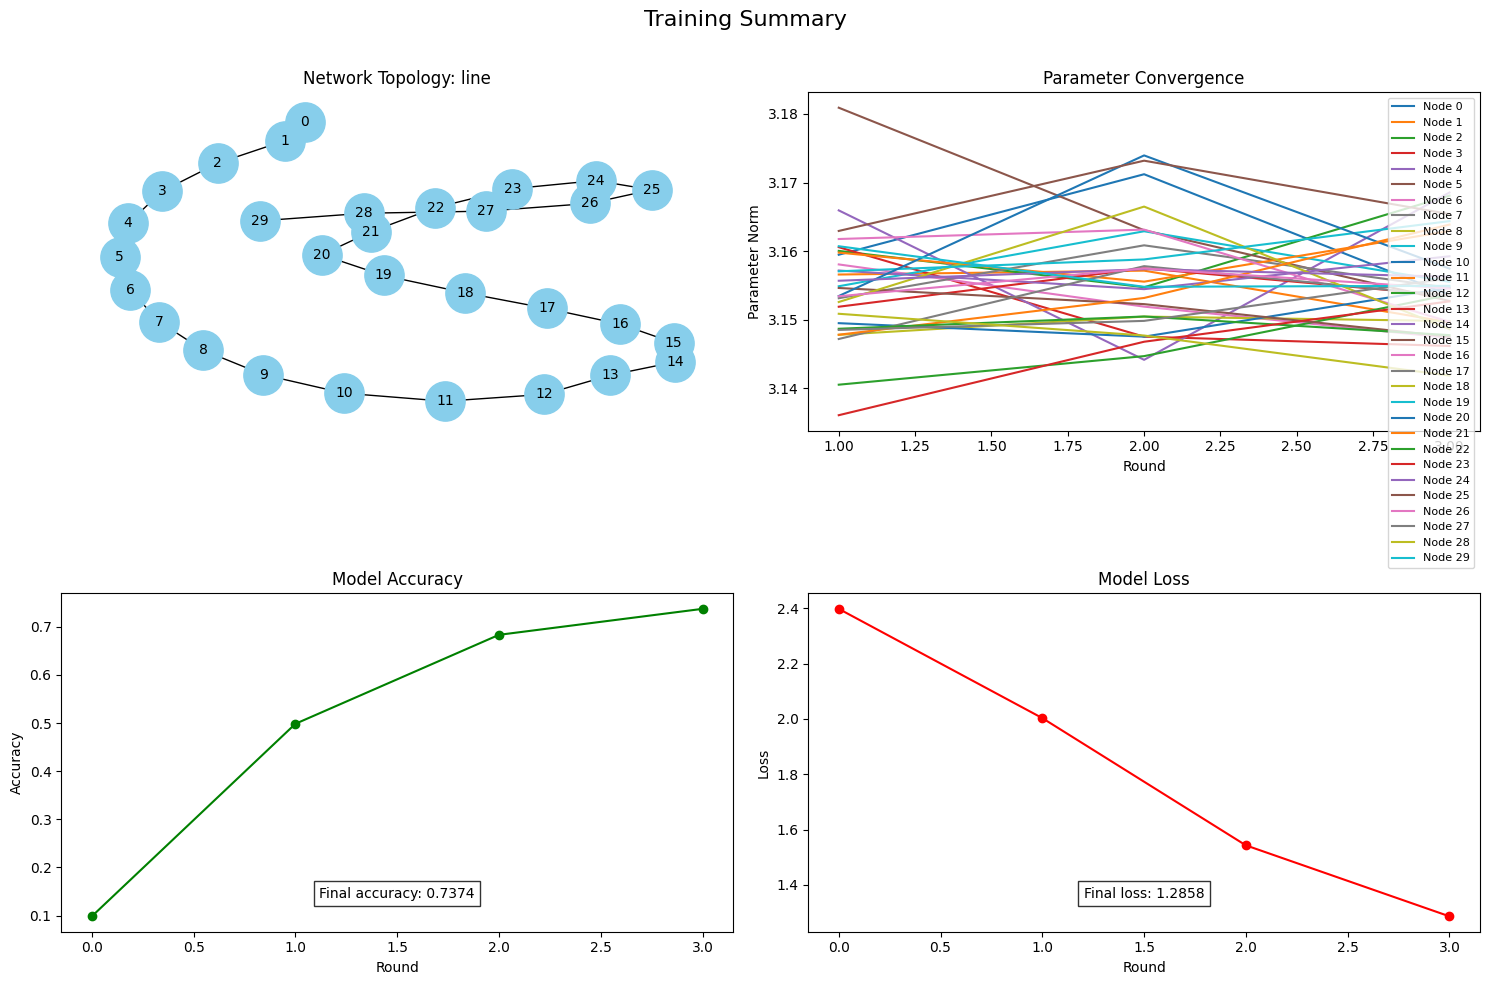 Training Summary
Network Topology: line
0
1
2
3
4
5
6
7
8
9
10
11
12
13
14
15
16
17
18
19
20
21
22
23
24
25
26
27
28
29
Parameter Convergence
Parameter Norm
3.18
3.17
3.16
3.15
3.14
1.00 1.25 1.50 1.75 2.00 2.25 2.50 2.75 3.00
Round
Node 0
Node 1
Node 2
Node 3
Node 4
Node 5
Node 6
Node 7
Node 8
Node 9
Node 10
Node 11
Node 12
Node 13
Node 14
Node 15
Node 16
Node 17
Node 18
Node 19
Node 20
Node 21
Node 22
Node 23
Node 24
Node 25
Node 26
Node 27
Node 28
Node 29
Model Accuracy
Accuracy
0.7
0.6
0.5
0.4
0.3
0.2
0.1
Final accuracy: 0.7374
0.0 0.5 1.0 1.5 2.0 2.5 3.0
Round
Model Loss
Loss
2.4
2.2
2.0
1.8
1.6
1.4
Final loss: 1.2858
0.0 0.5 1.0 1.5 2.0 2.5 3.0
Round